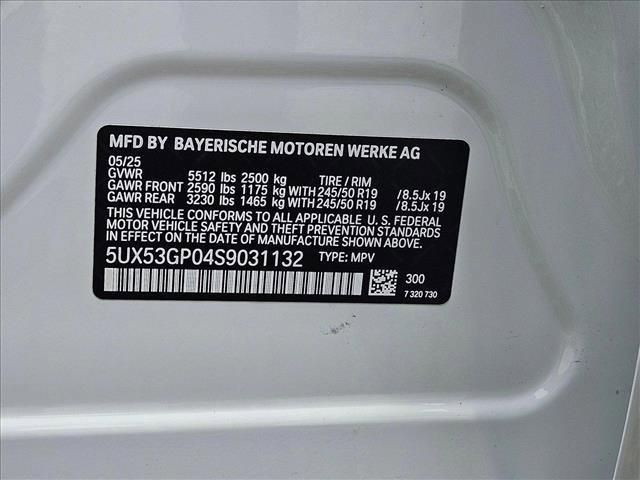 MFD BY BAYERISCHE MOTOREN WERKE AG
05/25
GVWR 5512 lbs 2500 kg TIRE / RIM
GAWR FRONT 2590 lbs 1175 kg WITH 245/50 R19 /8.5Jx 19
GAWR REAR 3230 lbs 1465 kg WITH 245/50 R19 /8.5Jx 19
THIS VEHICLE CONFORMS TO ALL APPLICABLE U. S. FEDERAL
MOTOR VEHICLE SAFETY AND THEFT PREVENTION STANDARDS
IN EFFECT ON THE DATE OF MANUFACTURE SHOWN ABOVE.
5UX53GP04S9031132 TYPE: MPV
300
7 320 730